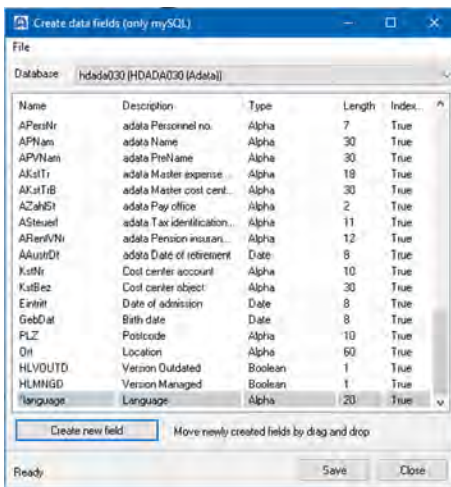 Create data fields (only mySQL)
File
Database hdada030 (HDADA030 (Adata))
Name Description Type Length Index...
APersNr adata Personnel no. Alpha 7 True
APNam adata Name Alpha 30 True
APVNam adata PreName Alpha 30 True
AKstTr adata Master expense ... Alpha 18 True
AKstTrB adata Master cost cent... Alpha 30 True
AZahlSt adata Pay office Alpha 2 True
ASteuerI adata Tax identification... Alpha 11 True
ARenVNr adata Pension insuran... Alpha 12 True
AAustrDt adata Date of retirement Date 8 True
KstNr Cost center account Alpha 10 True
KstBez Cost center object Alpha 30 True
Eintritt Date of admission Date 8 True
GebDat Birth date Date 8 True
PLZ Postcode Alpha 10 True
Ort Location Alpha 60 True
HLVOUTD Version Outdated Boolean 1 True
HLMNGD Version Managed Boolean 1 True
*language Language Alpha 20 True
Create new field Move newly created fields by drag and drop
Ready Save Close